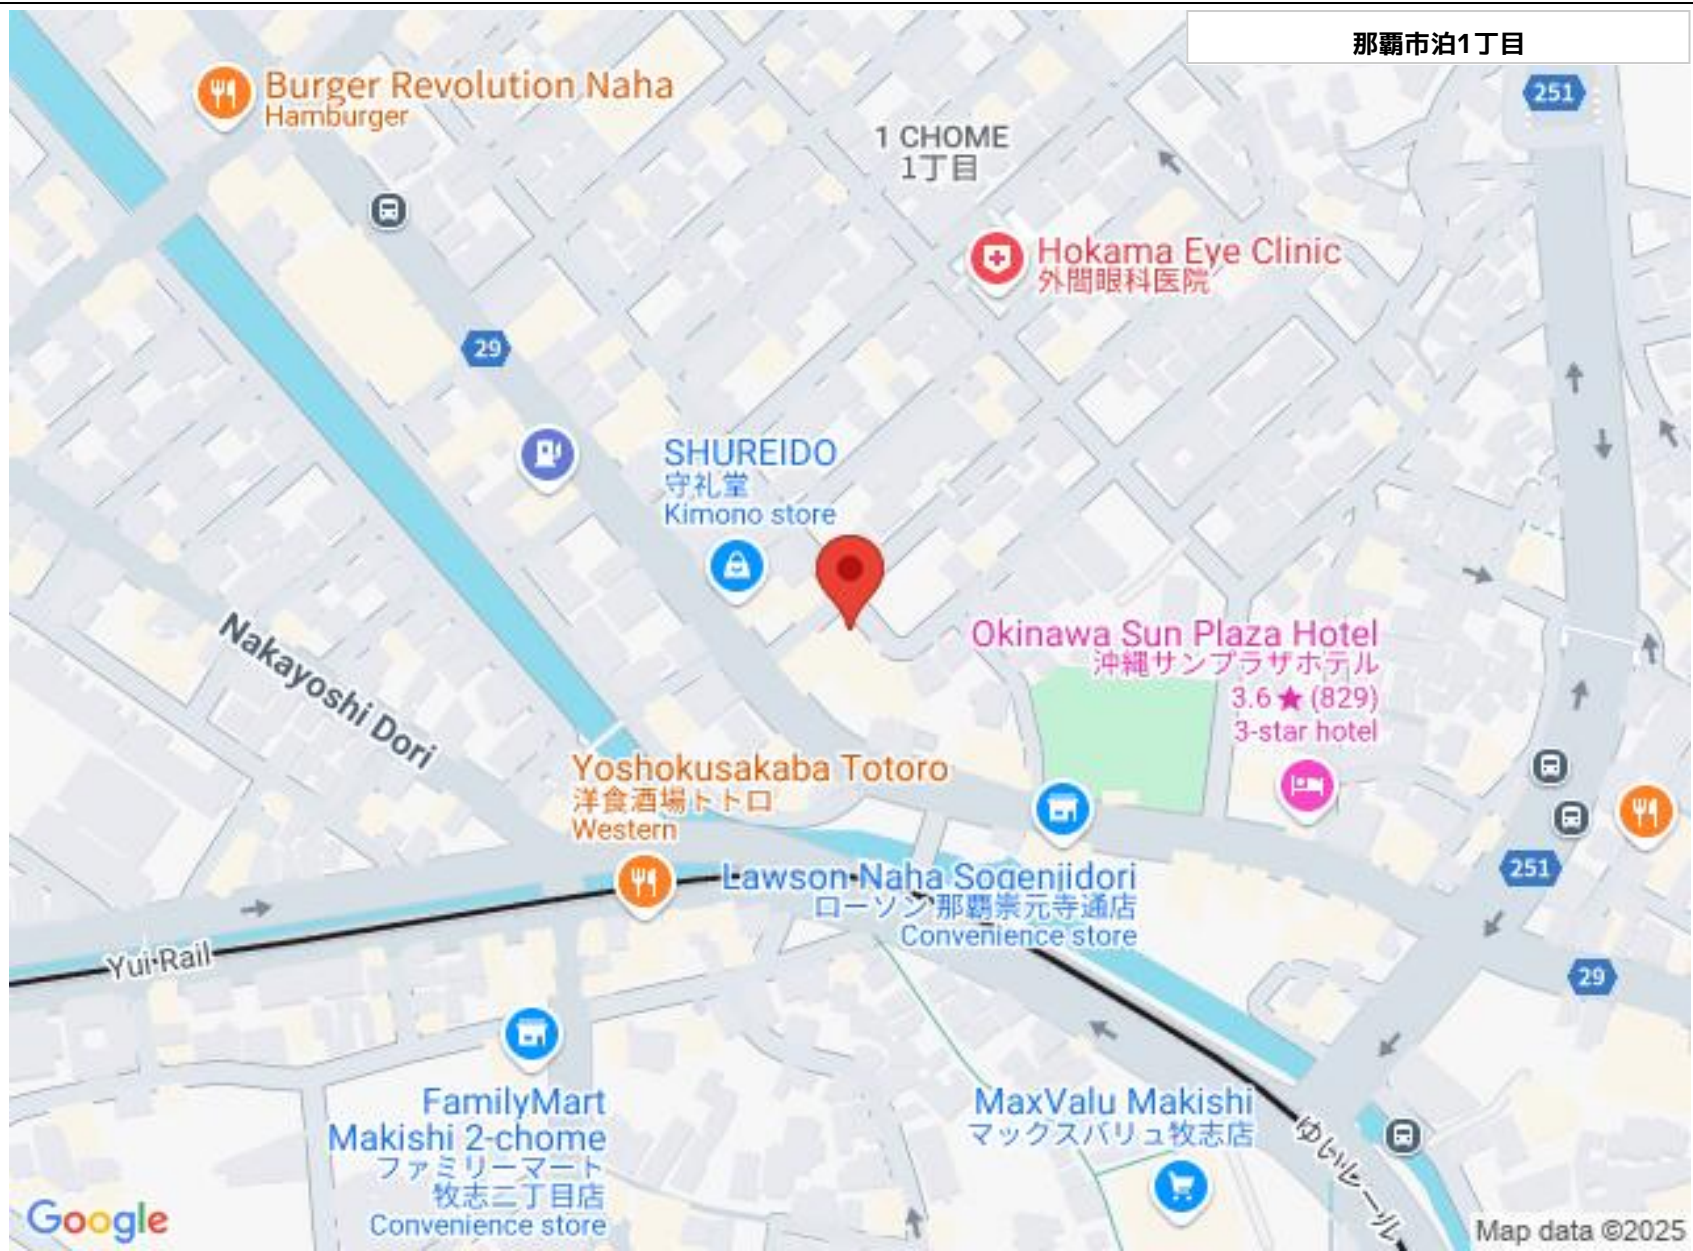 那覇市泊1丁目
251
Burger Revolution Naha
Hamburger
1 CHOME
1丁目
Hokama Eye Clinic
外間眼科医院
29
SHUREIDO
守礼堂
Kimono store
Nakayoshi Dori
Okinawa Sun Plaza Hotel
沖縄サンプラザホテル
3.6★(829)
3-star hotel
Yoshokusakaba Totoro
洋食酒場トトロ
Western
251
Lawson Naha Sogenjidori
ローソン 那覇崇元寺通店
Convenience store
Yui Rail
29
FamilyMart
Makishi 2-chome
ファミリーマート
牧志二丁目店
Convenience store
MaxValu Makishi
マックスバリュ牧志店
ゆいレール
Google
Map data ©2025